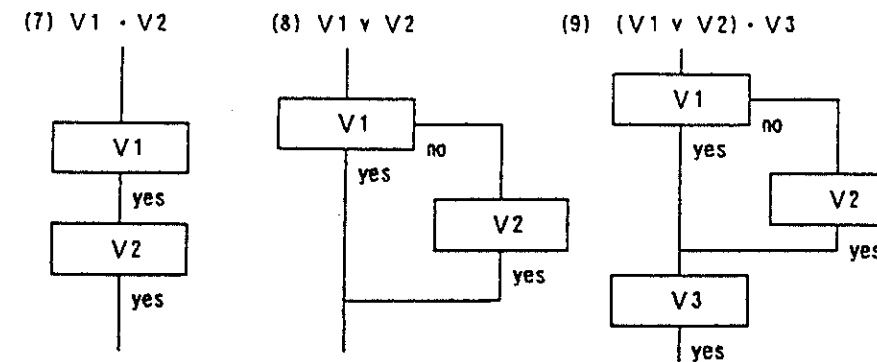 (7) V1 · V2
(8) V1 v V2
(9) (V1 v V2) · V3
V1
yes
V2
yes
V1
no
yes
V2
yes
V1
no
yes
V2
yes
V3
yes